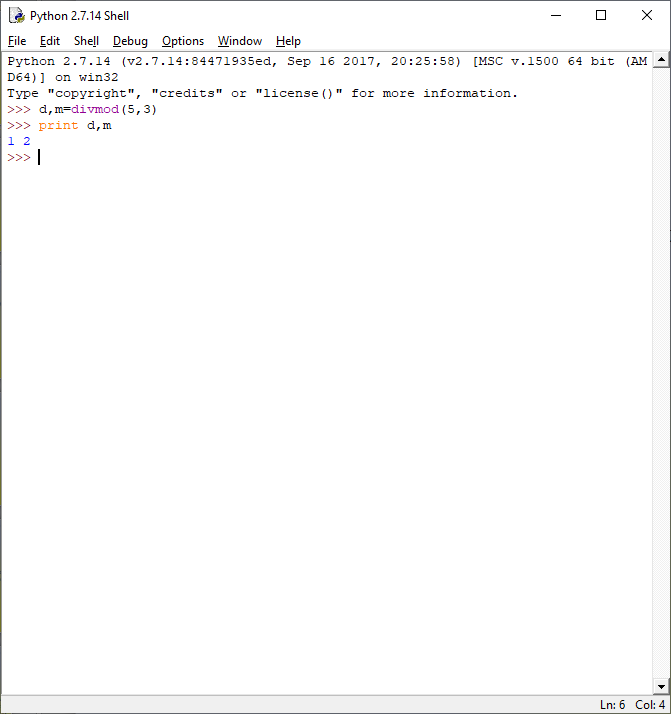 Python 2.7.14 Shell
File Edit Shell Debug Options Window Help
Python 2.7.14 (v2.7.14:84471935ed, Sep 16 2017, 20:25:58) [MSC v.1500 64 bit (AM
D64)] on win32
Type "copyright", "credits" or "license()" for more information.
>>> d,m=divmod(5,3)
>>> print d,m
1 2
>>>
Ln: 6 Col: 4